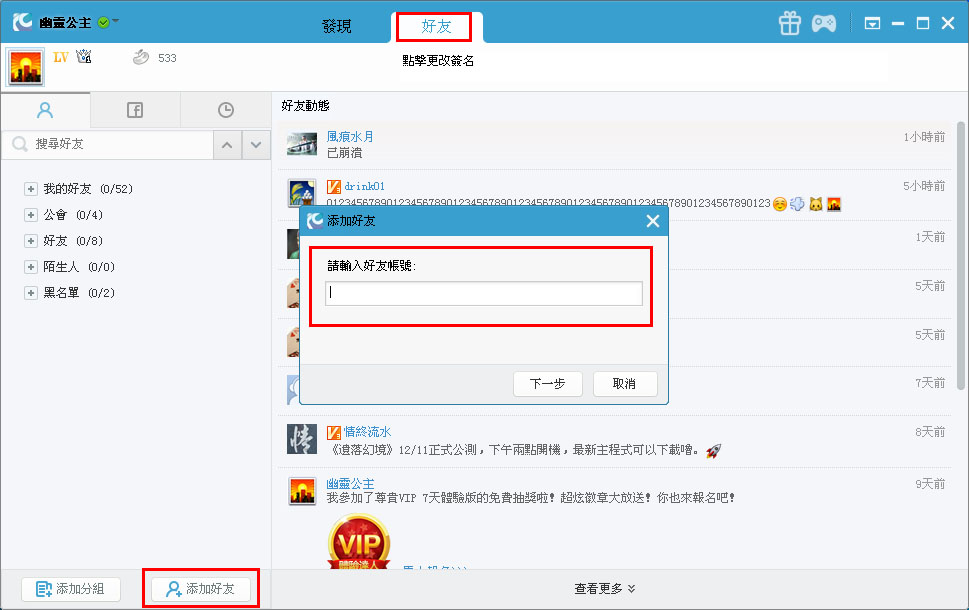 幽靈公主
發現
好友
LV
533
點擊更改簽名
搜尋好友
我的好友 (0/52)
公會 (0/4)
好友 (0/8)
陌生人 (0/0)
黑名單 (0/2)
添加分組
添加好友
好友動態
風痕水月
1小時前
已崩潰
drink01
5小時前
01234567890123456789012345678901234567890123456789012345678901234567890123
添加好友
請輸入好友帳號:
下一步
取消
1天前
5天前
5天前
7天前
情終流水
8天前
《遺落幻境》12/11正式公測，下午兩點開機，最新主程式可以下載嚕。
幽靈公主
9天前
我參加了尊貴VIP 7天體驗版的免費抽獎啦！超炫徽章大放送！你也來報名吧！
VIP
體驗達人
查看更多